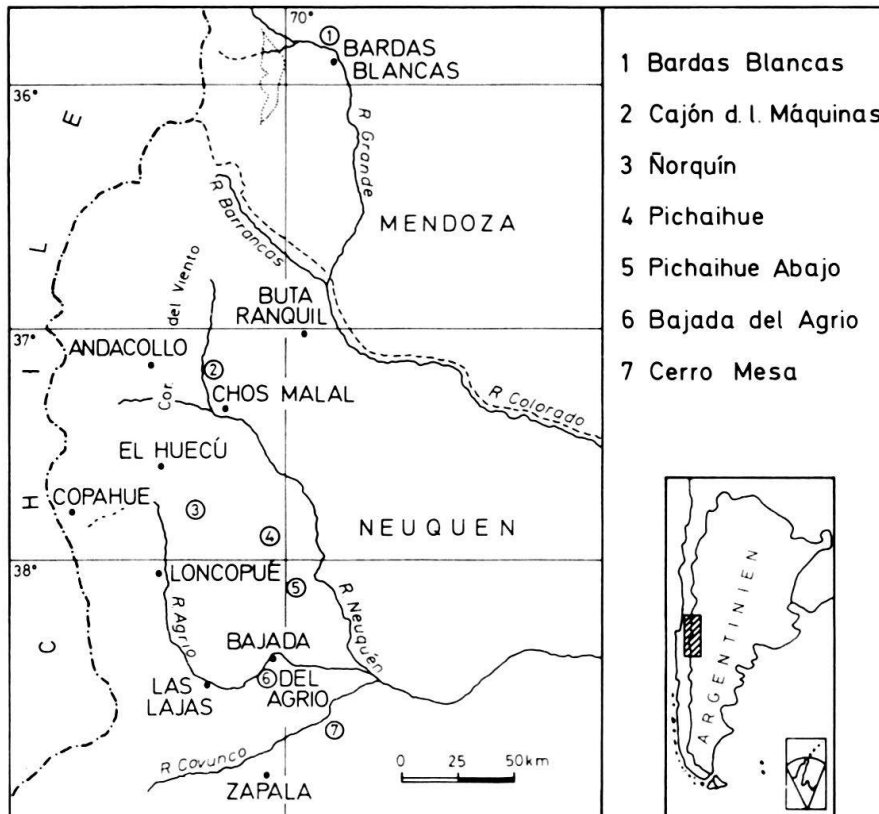 70°
1
BARDAS
BLANCAS
36°
R Grande
E
R Barrancas
MENDOZA
L
BUTA
RANQUIL
37°
ANDACOLLO
Cor. del Viento
2
CHOS MALAL
I
R Colorado
EL HUECÚ
COPAHUE
3
H
4
NEUQUEN
38°
LONCOPUÉ
5
R Agrio
R Neuquén
C
BAJADA
6 DEL
AGRIO
LAS
LAJAS
7
R Covunco
0 25 50 km
ZAPALA
1 Bardas Blancas
2 Cajón d. l. Máquinas
3 Ñorquín
4 Pichaihue
5 Pichaihue Abajo
6 Bajada del Agrio
7 Cerro Mesa
ARGENTINIEN